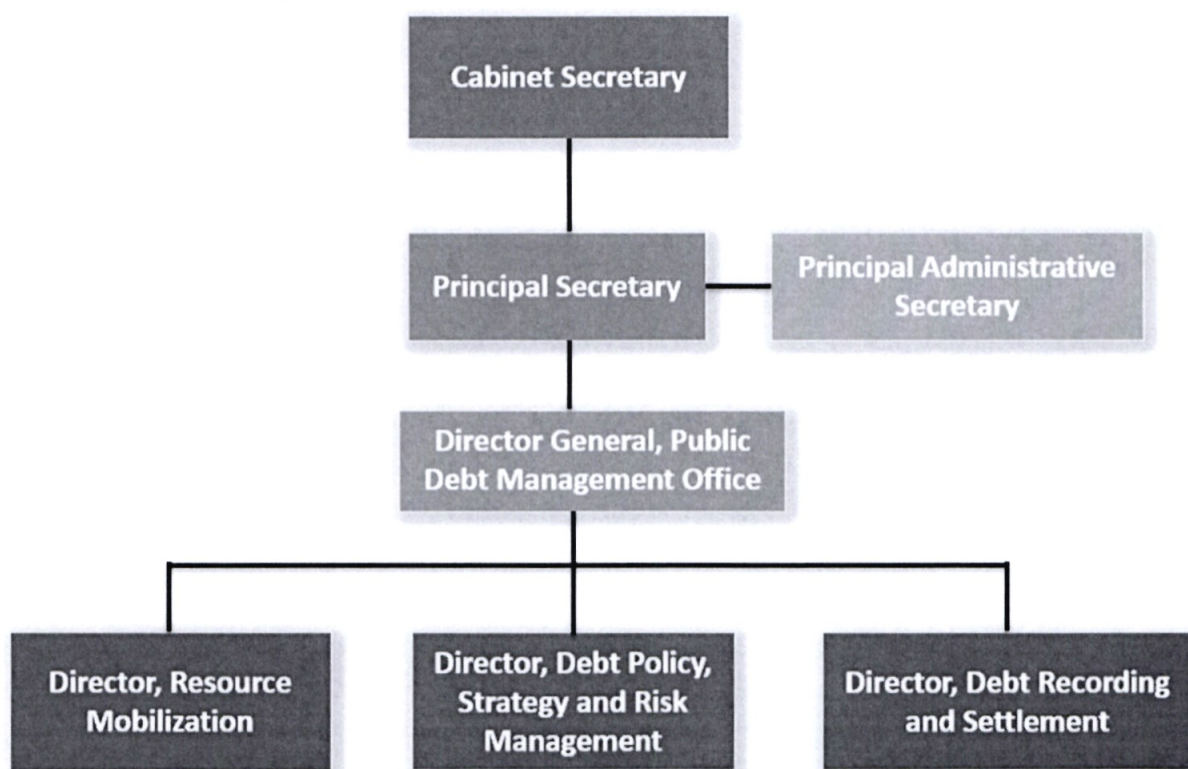 Cabinet Secretary
Principal Secretary
Principal Administrative
Secretary
Director General, Public
Debt Management Office
Director, Resource
Mobilization
Director, Debt Policy,
Strategy and Risk
Management
Director, Debt Recording
and Settlement